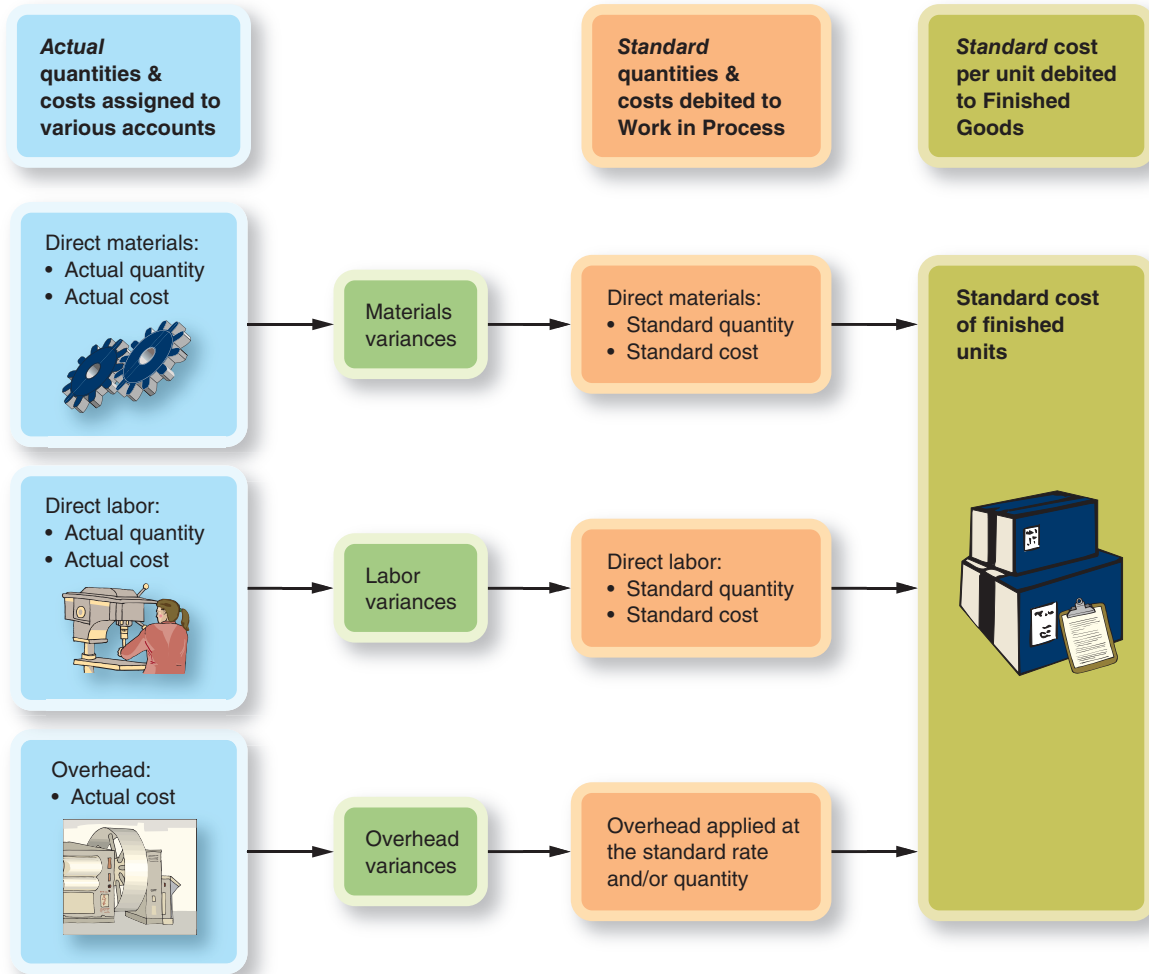 Actual
quantities &
costs assigned to
various accounts
Standard
quantities &
costs debited to
Work in Process
Standard cost
per unit debited
to Finished
Goods
Direct materials:
• Actual quantity
• Actual cost
Materials
variances
Direct materials:
• Standard quantity
• Standard cost
Standard cost
of finished
units
Direct labor:
• Actual quantity
• Actual cost
Labor
variances
Direct labor:
• Standard quantity
• Standard cost
Overhead:
• Actual cost
Overhead
variances
Overhead applied at
the standard rate
and/or quantity